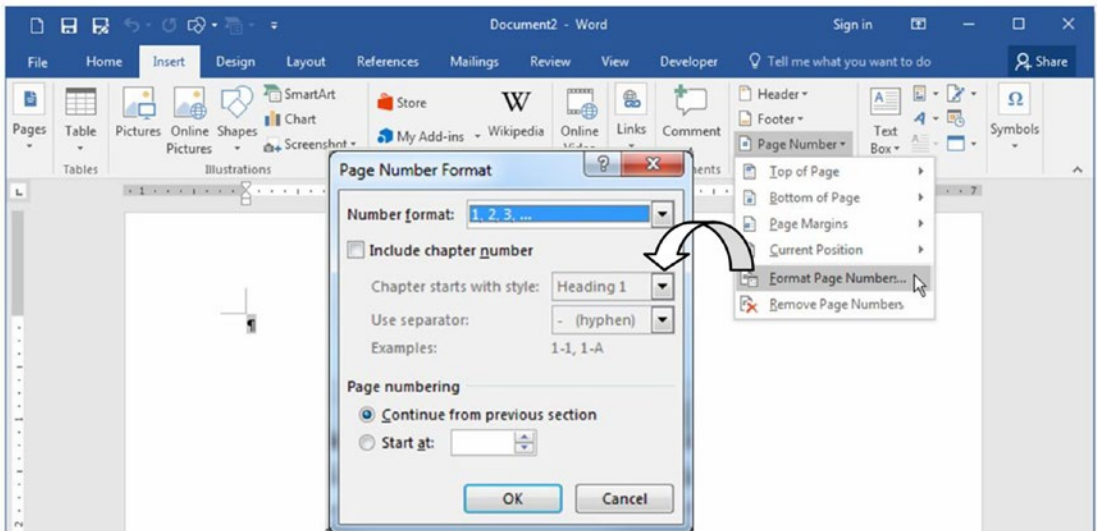 Document2 - Word
Sign in
File Home Insert Design Layout References Mailings Review View Developer Tell me what you want to do Share
Pages
Table
Tables
Pictures
Online Pictures
Shapes
SmartArt
Chart
Screenshot
Illustrations
Store
My Add-ins
W
Wikipedia
Online
Links
Comment
Header
Footer
Page Number
A
Text Box
A
Ω
Symbols
L
1
7
Top of Page
Bottom of Page
Page Margins
Current Position
Format Page Numbers...
Remove Page Numbers
Page Number Format
?
Number format: 1, 2, 3, ...
Include chapter number
Chapter starts with style: Heading 1
Use separator: - (hyphen)
Examples: 1-1, 1-A
Page numbering
Continue from previous section
Start at:
OK Cancel
¶